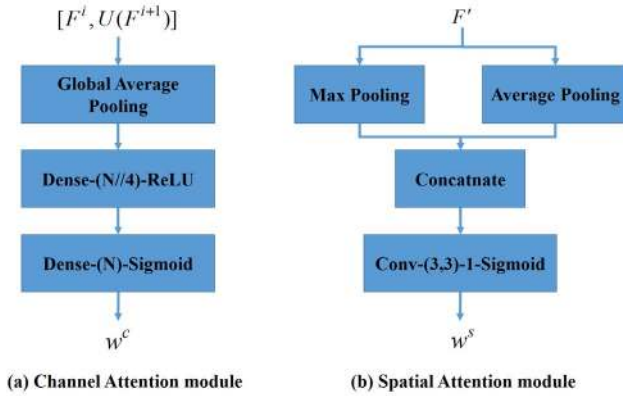 [F^i, U(F^{i+1})]
Global Average
Pooling
Dense-(N//4)-ReLU
Dense-(N)-Sigmoid
w^c
(a) Channel Attention module
F'
Max Pooling
Average Pooling
Concatnate
Conv-(3,3)-1-Sigmoid
w^s
(b) Spatial Attention module